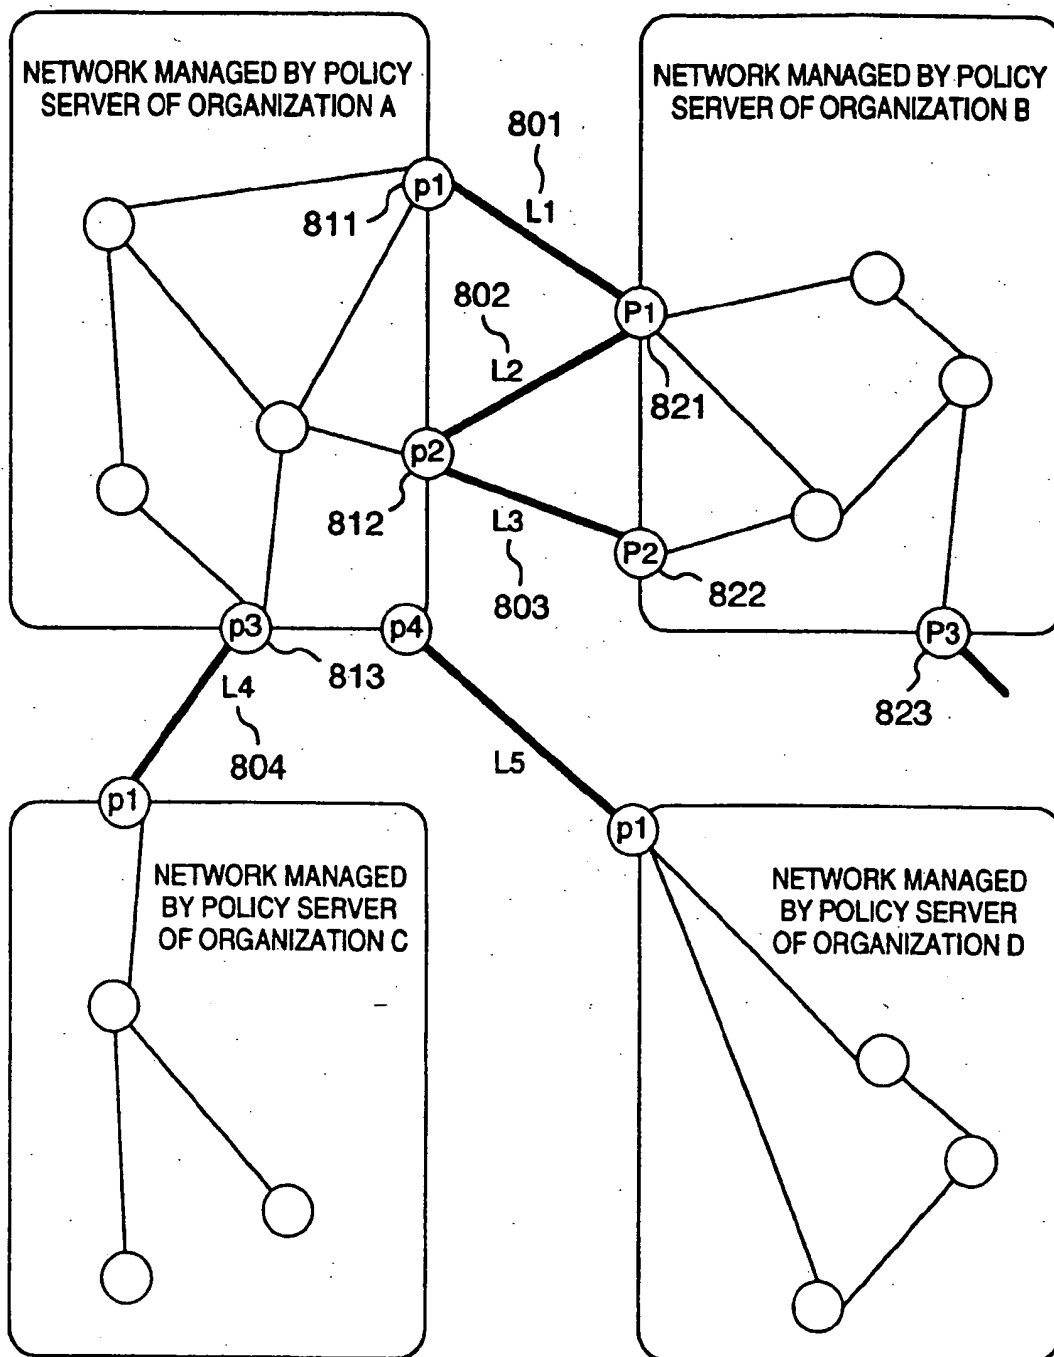 NETWORK MANAGED BY POLICY
SERVER OF ORGANIZATION A
NETWORK MANAGED BY POLICY
SERVER OF ORGANIZATION B
801
p1
L1
811
802
P1
L2
821
p2
812
L3
P2
822
803
p3
p4
P3
813
L4
823
804
L5
p1
p1
NETWORK MANAGED
BY POLICY SERVER
OF ORGANIZATION C
NETWORK MANAGED
BY POLICY SERVER
OF ORGANIZATION D